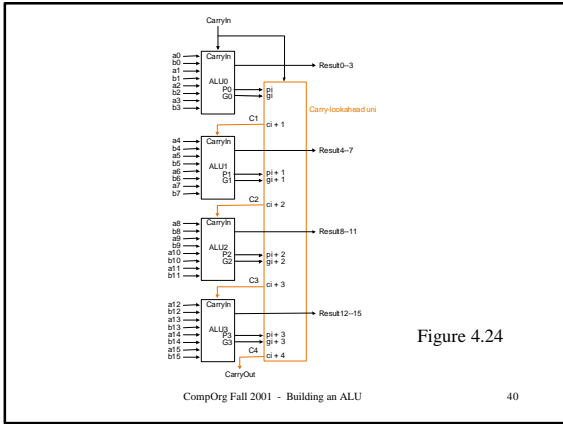 CarryIn
a0
b0
a1
b1
a2
b2
a3
b3
CarryIn
ALU0
P0
G0
Result0--3
pi
gi
Carry-lookahead uni
C1
ci + 1
a4
b4
a5
b5
a6
b6
a7
b7
CarryIn
ALU1
P1
G1
Result4--7
pi + 1
gi + 1
C2
ci + 2
a8
b8
a9
b9
a10
b10
a11
b11
CarryIn
ALU2
P2
G2
Result8--11
pi + 2
gi + 2
C3
ci + 3
a12
b12
a13
b13
a14
b14
a15
b15
CarryIn
ALU3
P3
G3
Result12--15
pi + 3
gi + 3
C4
ci + 4
CarryOut
Figure 4.24
CompOrg Fall 2001 - Building an ALU
40